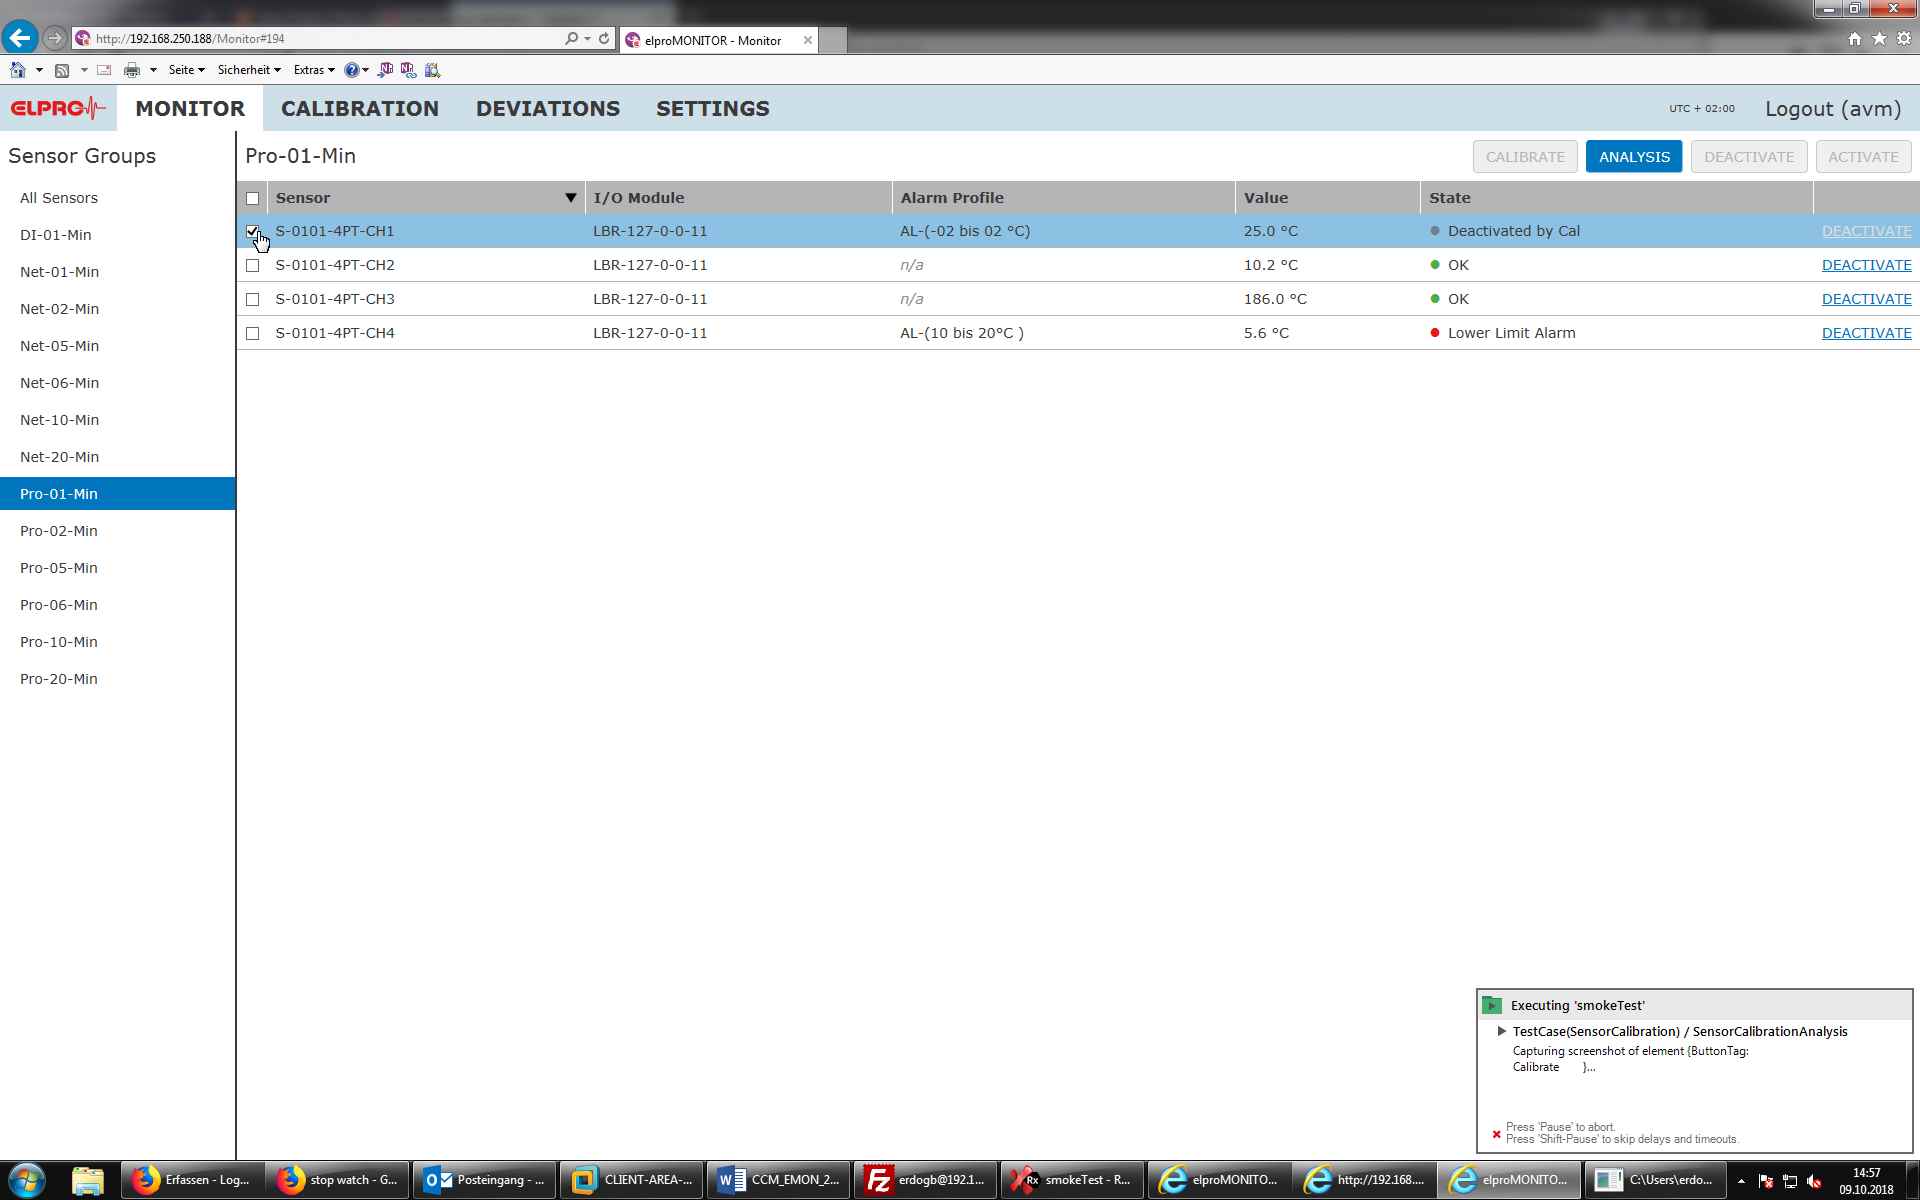 http://192.168.250.188/Monitor#194
elproMONITOR - Monitor
Seite Sicherheit Extras
ELPRO MONITOR CALIBRATION DEVIATIONS SETTINGS UTC + 02:00 Logout (avm)
Sensor Groups
All Sensors
DI-01-Min
Net-01-Min
Net-02-Min
Net-05-Min
Net-06-Min
Net-10-Min
Net-20-Min
Pro-01-Min
Pro-02-Min
Pro-05-Min
Pro-06-Min
Pro-10-Min
Pro-20-Min
Pro-01-Min CALIBRATE ANALYSIS DEACTIVATE ACTIVATE
Sensor I/O Module Alarm Profile Value State
S-0101-4PT-CH1 LBR-127-0-0-11 AL-(-02 bis 02 °C) 25.0 °C Deactivated by Cal DEACTIVATE
S-0101-4PT-CH2 LBR-127-0-0-11 n/a 10.2 °C OK DEACTIVATE
S-0101-4PT-CH3 LBR-127-0-0-11 n/a 186.0 °C OK DEACTIVATE
S-0101-4PT-CH4 LBR-127-0-0-11 AL-(10 bis 20°C ) 5.6 °C Lower Limit Alarm DEACTIVATE
Executing 'smokeTest'
TestCase(SensorCalibration) / SensorCalibrationAnalysis
Capturing screenshot of element {ButtonTag:
Calibrate }...
Press 'Pause' to abort.
Press 'Shift-Pause' to skip delays and timeouts.
Erfassen - Log... stop watch - G... Posteingang - ... CLIENT-AREA-... CCM_EMON_2... erdogb@192.1... smokeTest - R... elproMONITO... http://192.168.... elproMONITO... C:\Users\erdo... 14:57
09.10.2018